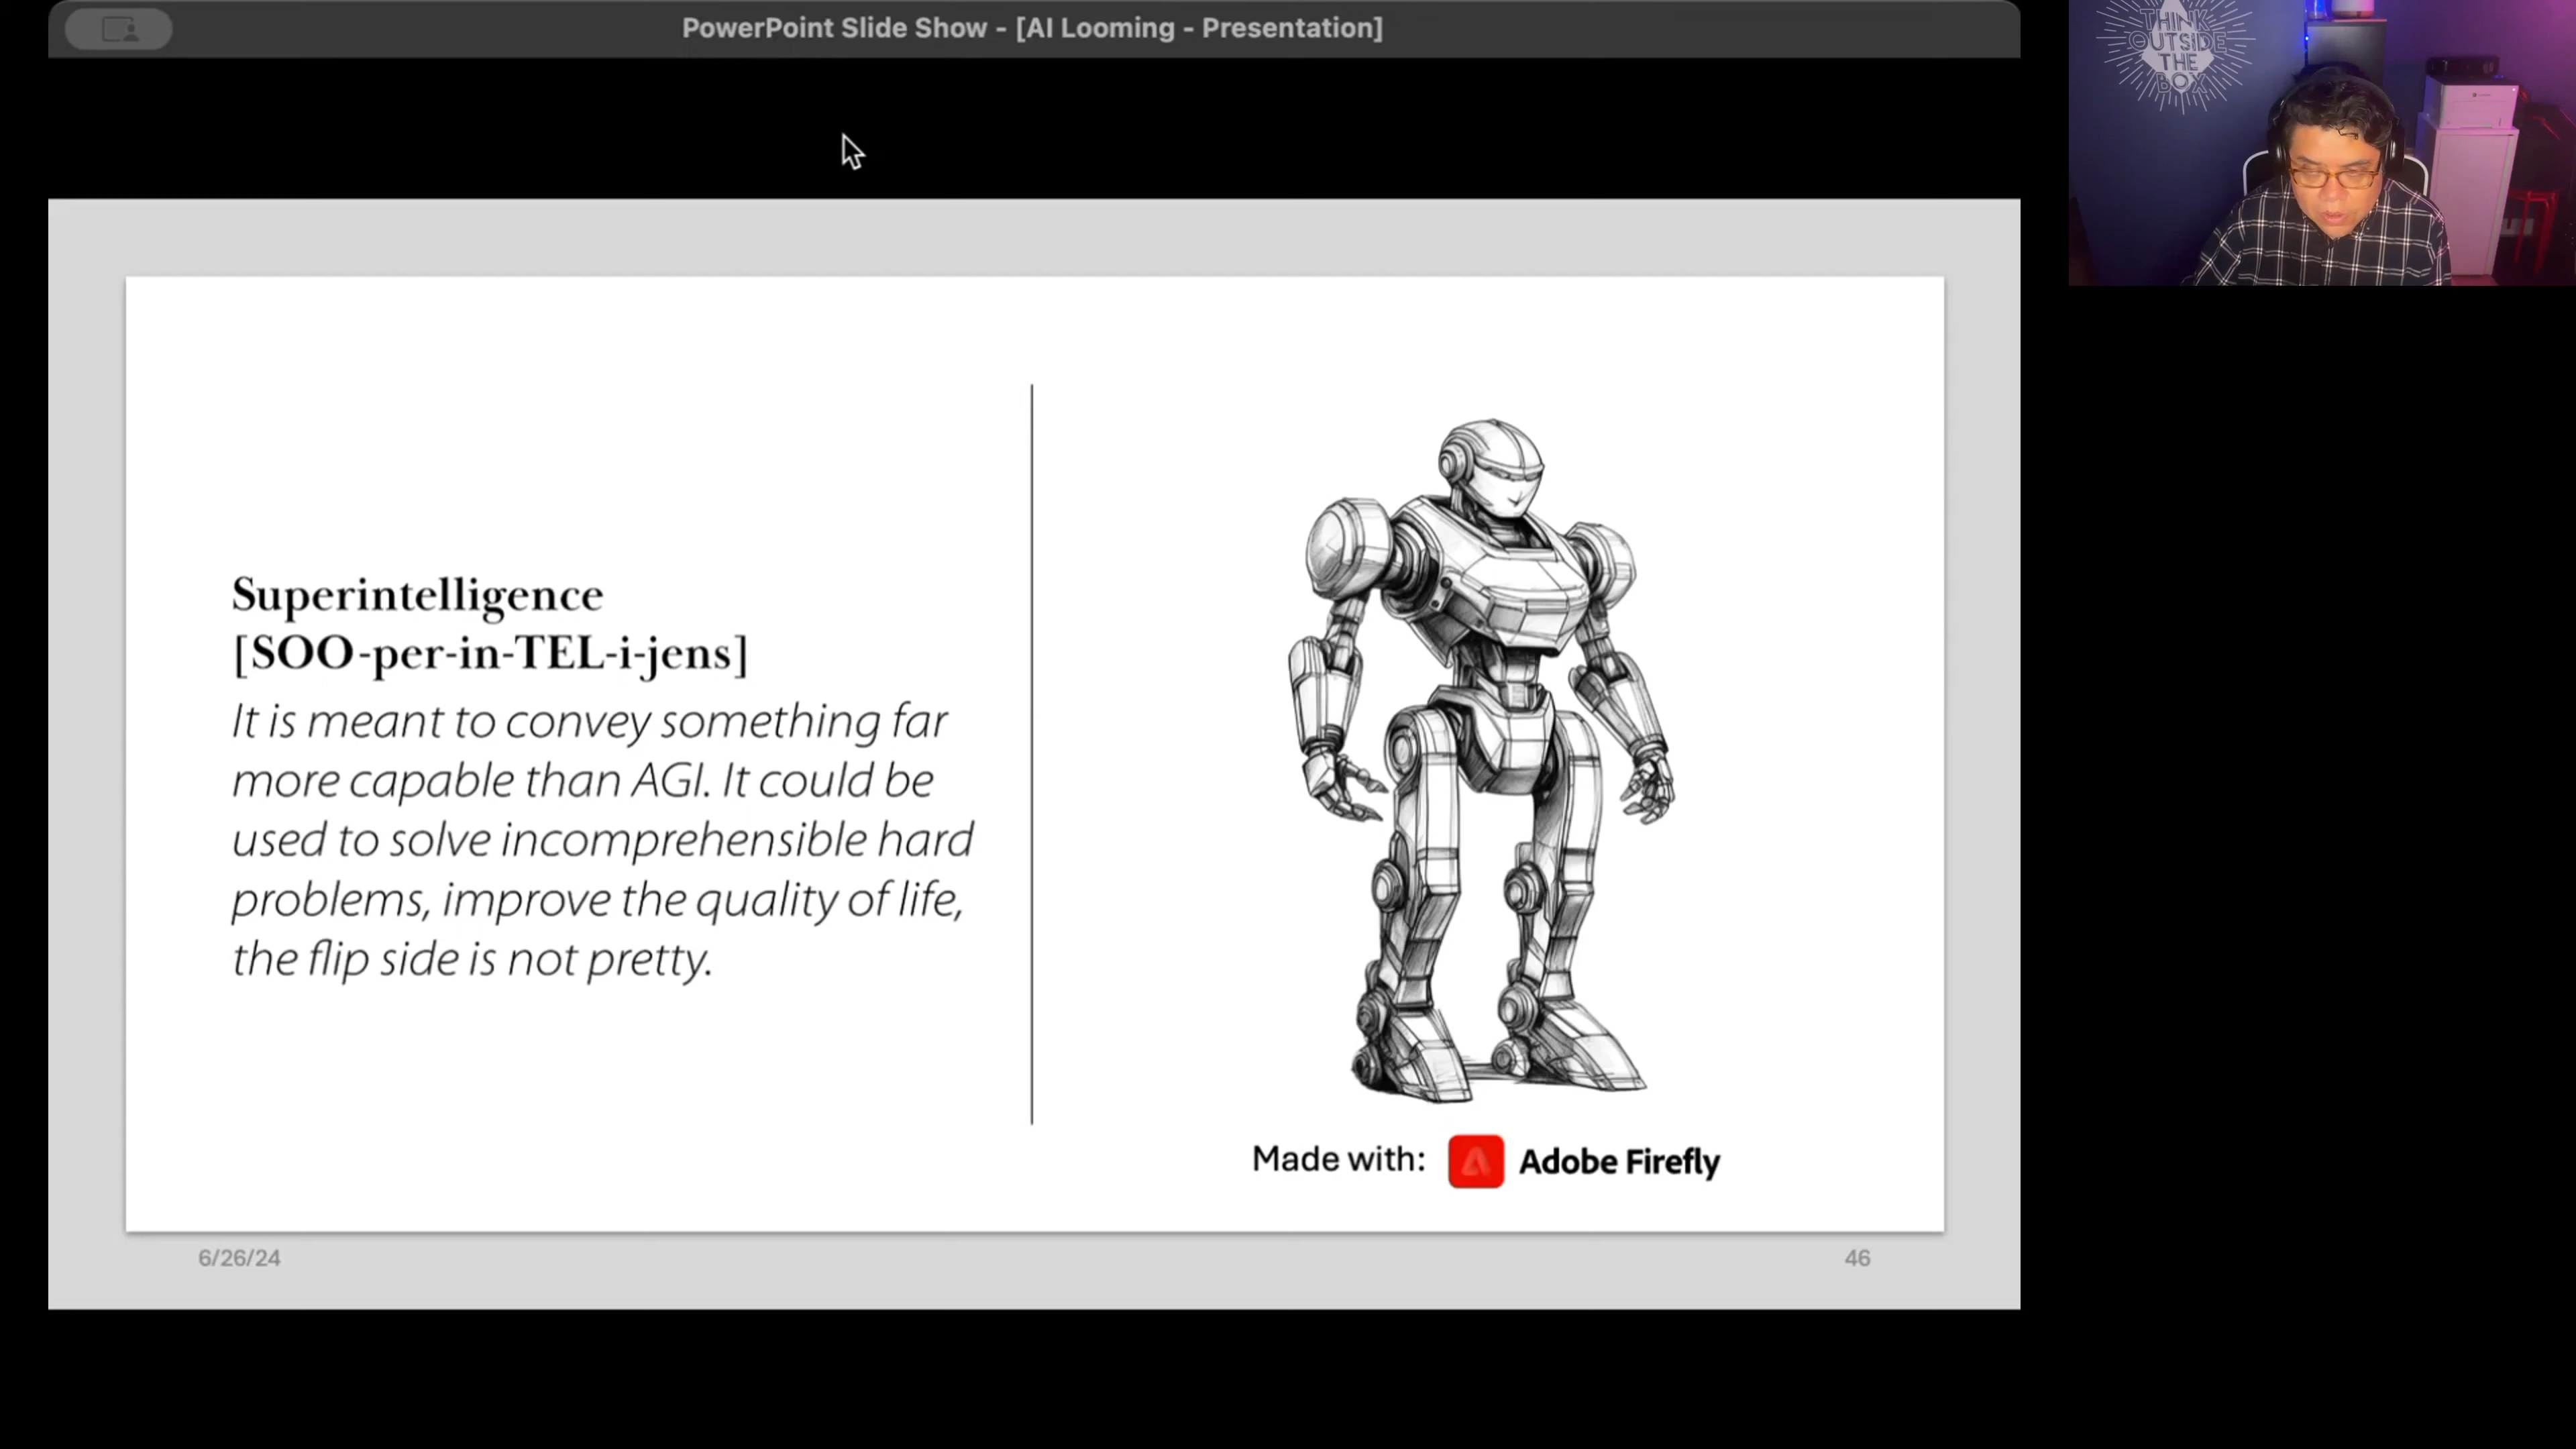 PowerPoint Slide Show - [AI Looming - Presentation]
THINK
OUTSIDE
THE
BOX
Superintelligence
[SOO-per-in-TEL-i-jens]
It is meant to convey something far
more capable than AGI. It could be
used to solve incomprehensible hard
problems, improve the quality of life,
the flip side is not pretty.
Made with: Adobe Firefly
6/26/24
46